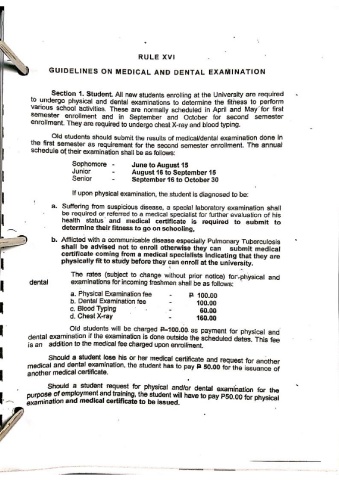 RULE XVI
GUIDELINES ON MEDICAL AND DENTAL EXAMINATION
Section 1. Student. All new students enrolling at the University are required
to undergo physical and dental examinations to determine the fitness to perform
various school activities. These are normally scheduled in April and May for first
semester enrollment and in September and October for second semester
enrollment. They are required to undergo chest X-ray and blood typing.
Old students should submit the results of medical/dental examination done in
the first semester as requirement for the second semester enrollment. The annual
schedule of their examination shall be as follows:
Sophomore - June to August 15
Junior - August 16 to September 15
Senior - September 16 to October 30
If upon physical examination, the student is diagnosed to be:
a. Suffering from suspicious disease, a special laboratory examination shall
be required or referred to a medical specialist for further evaluation of his
health status and medical certificate is required to submit to
determine their fitness to go on schooling,
b. Afflicted with a communicable disease especially Pulmonary Tuberculosis
shall be advised not to enroll otherwise they can submit medical
certificate coming from a medical specialists indicating that they are
physically fit to study before they can enroll at the university.
The rates (subject to change without prior notice) for physical and
dental examinations for incoming freshmen shall be as follows:
a. Physical Examination fee - ₱ 100.00
b. Dental Examination fee - 100.00
c. Blood Typing - 60.00
d. Chest X-ray - 160.00
Old students will be charged ₱100.00 as payment for physical and
dental examination if the examination is done outside the scheduled dates. This fee
is an addition to the medical fee charged upon enrollment.
Should a student lose his or her medical certificate and request for another
medical and dental examination, the student has to pay ₱ 50.00 for the issuance of
another medical certificate.
Should a student request for physical and/or dental examination for the
purpose of employment and training, the student will have to pay P50.00 for physical
examination and medical certificate to be issued.